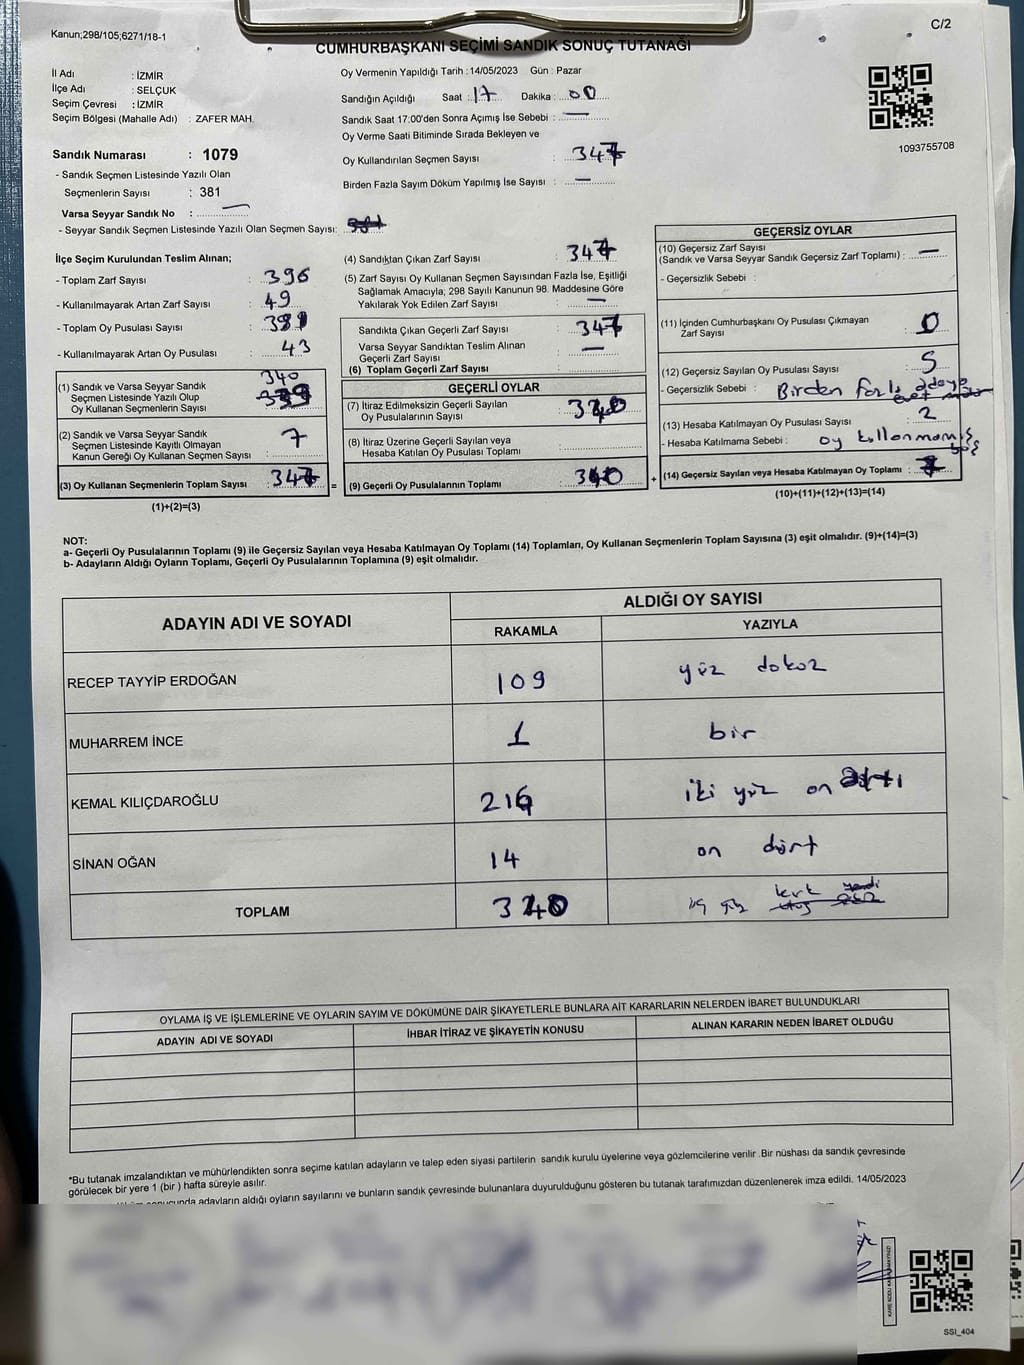 Kanun;298/105;6271/18-1
C/2
CUMHURBAŞKANI SEÇİMİ SANDIK SONUÇ TUTANAĞI
İl Adı : İZMİR
İlçe Adı : SELÇUK
Seçim Çevresi : İZMİR
Seçim Bölgesi (Mahalle Adı) : ZAFER MAH.
Sandık Numarası : 1079
- Sandık Seçmen Listesinde Yazılı Olan
Seçmenlerin Sayısı : 381
Varsa Seyyar Sandık No : —
- Seyyar Sandık Seçmen Listesinde Yazılı Olan Seçmen Sayısı:
Oy Vermenin Yapıldığı Tarih : 14/05/2023 Gün : Pazar
Sandığın Açıldığı Saat : 17 Dakika : 00
Sandık Saat 17.00'den Sonra Açımış İse Sebebi : —
Oy Verme Saati Bitiminde Sırada Bekleyen ve
Oy Kullandırılan Seçmen Sayısı : 347
Birden Fazla Sayım Döküm Yapılmış İse Sayısı : —
1093755708
İlçe Seçim Kurulundan Teslim Alınan;
- Toplam Zarf Sayısı : 396
- Kullanılmayarak Artan Zarf Sayısı : 49
- Toplam Oy Pusulası Sayısı :
- Kullanılmayarak Artan Oy Pusulası : 43
340
(1) Sandık ve Varsa Seyyar Sandık
Seçmen Listesinde Yazılı Olup
Oy Kullanan Seçmenlerin Sayısı
(2) Sandık ve Varsa Seyyar Sandık
Seçmen Listesinde Kayıtlı Olmayan
Kanun Gereği Oy Kullanan Seçmen Sayısı : 7
(3) Oy Kullanan Seçmenlerin Toplam Sayısı : 347
(1)+(2)=(3)
(4) Sandıktan Çıkan Zarf Sayısı : 347
(5) Zarf Sayısı Oy Kullanan Seçmen Sayısından Fazla İse, Eşitliği
Sağlamak Amacıyla; 298 Sayılı Kanunun 98. Maddesine Göre
Yakılarak Yok Edilen Zarf Sayısı : —
Sandıkta Çıkan Geçerli Zarf Sayısı : 347
Varsa Seyyar Sandıktan Teslim Alınan
Geçerli Zarf Sayısı : —
(6) Toplam Geçerli Zarf Sayısı :
GEÇERLİ OYLAR
(7) İtiraz Edilmeksizin Geçerli Sayılan
Oy Pusulalarının Sayısı : 340
(8) İtiraz Üzerine Geçerli Sayılan veya
Hesaba Katılan Oy Pusulası Toplamı :
= (9) Geçerli Oy Pusulalarının Toplamı : 340 +
GEÇERSİZ OYLAR
(10) Geçersiz Zarf Sayısı
(Sandık ve Varsa Seyyar Sandık Geçersiz Zarf Toplamı) : —
- Geçersizlik Sebebi :
(11) İçinden Cumhurbaşkanı Oy Pusulası Çıkmayan
Zarf Sayısı : 0
(12) Geçersiz Sayılan Oy Pusulası Sayısı : 5
- Geçersizlik Sebebi : Birden fazla adaya
(13) Hesaba Katılmayan Oy Pusulası Sayısı : 2
- Hesaba Katılmama Sebebi : oy kullanmamış
boş
(14) Geçersiz Sayılan veya Hesaba Katılmayan Oy Toplamı : 7
(10)+(11)+(12)+(13)=(14)
NOT:
a- Geçerli Oy Pusulalarının Toplamı (9) ile Geçersiz Sayılan veya Hesaba Katılmayan Oy Toplamı (14) Toplamları, Oy Kullanan Seçmenlerin Toplam Sayısına (3) eşit olmalıdır. (9)+(14)=(3)
b- Adayların Aldığı Oyların Toplamı, Geçerli Oy Pusulalarının Toplamına (9) eşit olmalıdır.
ADAYIN ADI VE SOYADI
ALDIĞI OY SAYISI
RAKAMLA YAZIYLA
RECEP TAYYİP ERDOĞAN 109 yüz dokoz
MUHARREM İNCE 1 bir
KEMAL KILIÇDAROĞLU 216 iki yüz on altı
SİNAN OĞAN 14 on dört
TOPLAM 340 üç yüz kırk
OYLAMA İŞ VE İŞLEMLERİNE VE OYLARIN SAYIM VE DÖKÜMÜNE DAİR ŞİKAYETLERLE BUNLARA AİT KARARLARIN NELERDEN İBARET BULUNDUKLARI
ADAYIN ADI VE SOYADI İHBAR İTİRAZ VE ŞİKAYETİN KONUSU ALINAN KARARIN NEDEN İBARET OLDUĞU
*Bu tutanak imzalandıktan ve mühürlendikten sonra seçime katılan adayların ve talep eden siyasi partilerin sandık kurulu üyelerine veya gözlemcilerine verilir .Bir nüshası da sandık çevresinde
görülecek bir yere 1 (bir ) hafta süreyle asılır.
sonucunda adayların aldığı oyların sayılarını ve bunların sandık çevresinde bulunanlara duyurulduğunu gösteren bu tutanak tarafımızdan düzenlenerek imza edildi. 14/05/2023
SSI_404